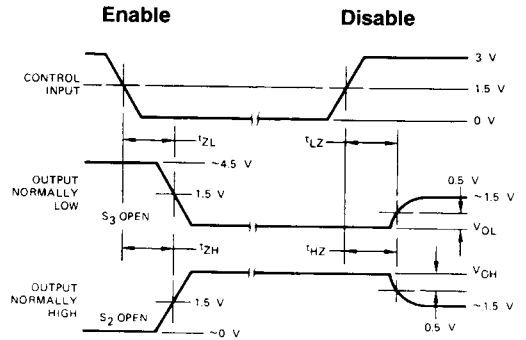 Enable
Disable
CONTROL
INPUT
3 V
1.5 V
0 V
tZL
tLZ
OUTPUT
NORMALLY
LOW
S3 OPEN
~4.5 V
1.5 V
0.5 V
~1.5 V
VOL
tZH
tHZ
OUTPUT
NORMALLY
HIGH
S2 OPEN
1.5 V
~0 V
VOH
~1.5 V
0.5 V